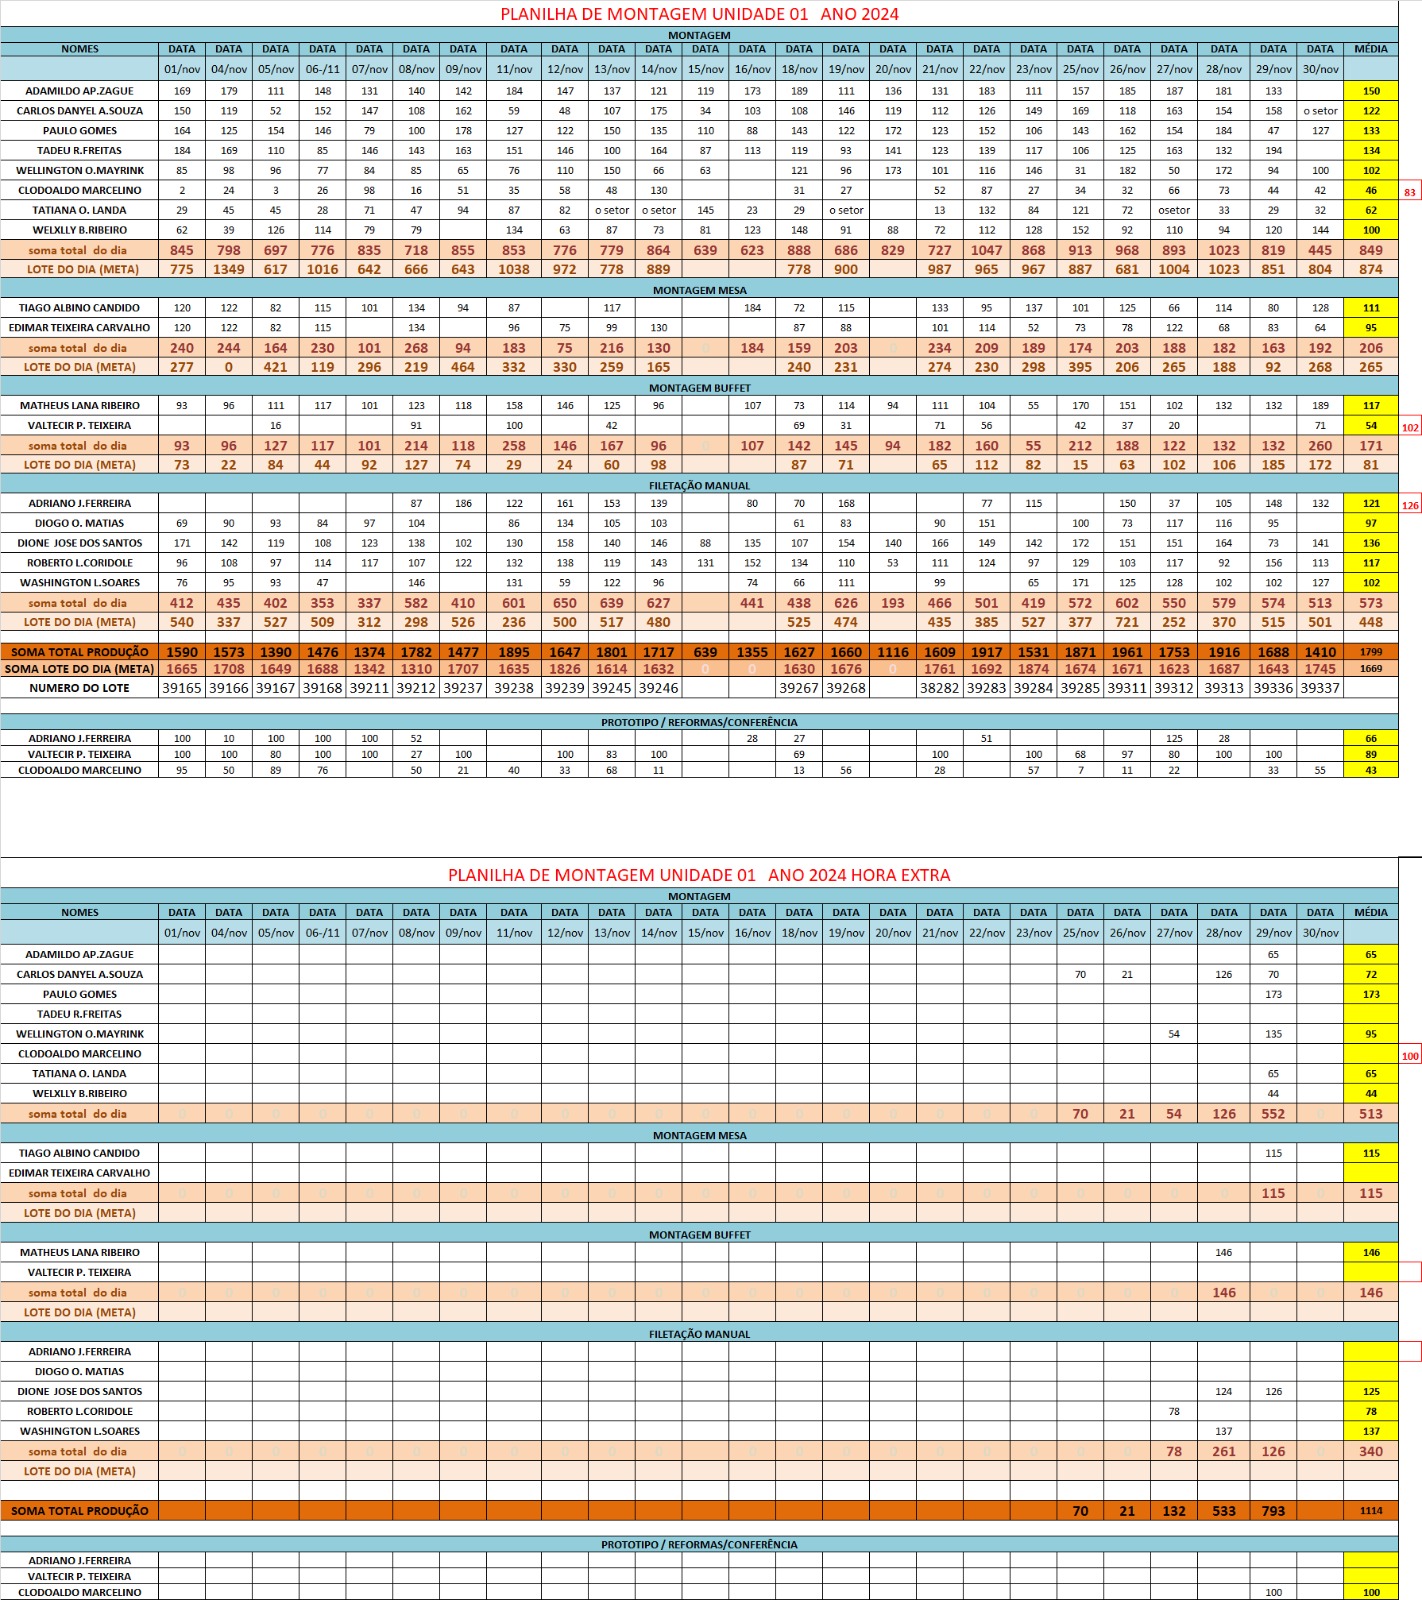 PLANILHA DE MONTAGEM UNIDADE 01 ANO 2024
MONTAGEM
NOMES DATA DATA DATA DATA DATA DATA DATA DATA DATA DATA DATA DATA DATA DATA DATA DATA DATA DATA DATA DATA DATA DATA DATA DATA DATA MÉDIA
01/nov 04/nov 05/nov 06-/11 07/nov 08/nov 09/nov 11/nov 12/nov 13/nov 14/nov 15/nov 16/nov 18/nov 19/nov 20/nov 21/nov 22/nov 23/nov 25/nov 26/nov 27/nov 28/nov 29/nov 30/nov
ADAMILDO AP.ZAGUE 169 179 111 148 131 140 142 184 147 137 121 119 173 189 111 136 131 183 111 157 185 187 181 133 150
CARLOS DANYEL A.SOUZA 150 119 52 152 147 108 162 59 48 107 175 34 103 108 146 119 112 126 149 169 118 163 154 158 o setor 122
PAULO GOMES 164 125 154 146 79 100 178 127 122 150 135 110 88 143 122 172 123 152 106 143 162 154 184 47 127 133
TADEU R.FREITAS 184 169 110 85 146 143 163 151 146 100 164 87 113 119 93 141 123 117 106 125 163 132 194 134
WELLINGTON O.MAYRINK 85 98 96 77 84 85 65 76 110 150 66 63 121 96 173 101 116 146 31 182 50 172 94 100 102
CLODOALDO MARCELINO 2 24 3 26 98 16 51 35 58 48 130 31 27 52 87 27 34 32 66 73 44 42 46 83
TATIANA O. LANDA 29 45 45 28 71 47 94 87 82 o setor o setor 145 23 29 o setor 13 132 84 121 72 osetor 33 29 32 62
WELXLLY B.RIBEIRO 62 39 126 114 79 79 134 63 87 73 81 123 148 91 88 72 112 128 152 92 110 94 120 144 100
soma total do dia 845 798 697 776 835 718 855 853 776 779 864 639 623 888 686 829 727 1047 868 913 968 893 1023 819 445 849
LOTE DO DIA (META) 775 1349 617 1016 642 666 643 1038 972 778 889 778 900 987 965 967 887 681 1004 1023 851 804 874
MONTAGEM MESA
TIAGO ALBINO CANDIDO 120 122 82 115 101 134 94 87 117 184 72 115 133 95 137 101 125 66 114 80 128 111
EDIMAR TEIXEIRA CARVALHO 120 122 82 115 134 96 75 99 130 87 88 101 114 52 73 78 122 68 83 64 95
soma total do dia 240 244 164 230 101 268 94 183 75 216 130 0 184 159 203 0 234 209 189 174 203 188 182 163 192 206
LOTE DO DIA (META) 277 0 421 119 296 219 464 332 330 259 165 240 231 274 230 298 395 206 265 188 92 268 265
MONTAGEM BUFFET
MATHEUS LANA RIBEIRO 93 96 111 117 101 123 118 158 146 125 96 107 73 114 94 111 104 55 170 151 102 132 132 189 117
VALTECIR P. TEIXEIRA 16 91 100 42 69 31 71 56 42 37 20 71 54 102
soma total do dia 93 96 127 117 101 214 118 258 146 167 96 0 107 142 145 94 182 160 55 212 188 122 132 132 260 171
LOTE DO DIA (META) 73 22 84 44 92 127 74 29 24 60 98 87 71 65 112 82 15 63 102 106 185 172 81
FILETAÇÃO MANUAL
ADRIANO J.FERREIRA 87 186 122 161 153 139 80 70 168 77 115 150 37 105 148 132 121 126
DIOGO O. MATIAS 69 90 93 84 97 104 86 134 105 103 61 83 90 151 100 73 117 116 95 97
DIONE JOSE DOS SANTOS 171 142 119 108 123 138 102 130 158 140 146 88 135 107 154 140 166 149 142 172 151 151 164 73 141 136
ROBERTO L.CORIDOLE 96 108 97 114 117 107 122 132 138 119 143 131 152 134 110 53 111 124 97 129 103 117 92 156 113 117
WASHINGTON L.SOARES 76 95 93 47 146 131 59 122 96 74 66 111 99 65 171 125 128 102 102 127 102
soma total do dia 412 435 402 353 337 582 410 601 650 639 627 441 438 626 193 466 501 419 572 602 550 579 574 513 573
LOTE DO DIA (META) 540 337 527 509 312 298 526 236 500 517 480 525 474 435 385 527 377 721 252 370 515 501 448
SOMA TOTAL PRODUÇÃO 1590 1573 1390 1476 1374 1782 1477 1895 1647 1801 1717 639 1355 1627 1660 1116 1609 1917 1531 1871 1961 1753 1916 1688 1410 1799
SOMA LOTE DO DIA (META) 1665 1708 1649 1688 1342 1310 1707 1635 1826 1614 1632 0 0 1630 1676 0 1761 1692 1874 1674 1671 1623 1687 1643 1745 1669
NUMERO DO LOTE 39165 39166 39167 39168 39211 39212 39237 39238 39239 39245 39246 39267 39268 38282 39283 39284 39285 39311 39312 39313 39336 39337
PROTOTIPO / REFORMAS/CONFERÊNCIA
ADRIANO J.FERREIRA 100 10 100 100 100 52 28 27 51 125 28 66
VALTECIR P. TEIXEIRA 100 100 80 100 100 27 100 100 83 100 69 100 100 68 97 80 100 100 89
CLODOALDO MARCELINO 95 50 89 76 50 21 40 33 68 11 13 56 28 57 7 11 22 33 55 43
PLANILHA DE MONTAGEM UNIDADE 01 ANO 2024 HORA EXTRA
MONTAGEM
NOMES DATA DATA DATA DATA DATA DATA DATA DATA DATA DATA DATA DATA DATA DATA DATA DATA DATA DATA DATA DATA DATA DATA DATA DATA DATA MÉDIA
01/nov 04/nov 05/nov 06-/11 07/nov 08/nov 09/nov 11/nov 12/nov 13/nov 14/nov 15/nov 16/nov 18/nov 19/nov 20/nov 21/nov 22/nov 23/nov 25/nov 26/nov 27/nov 28/nov 29/nov 30/nov
ADAMILDO AP.ZAGUE 65 65
CARLOS DANYEL A.SOUZA 70 21 126 70 72
PAULO GOMES 173 173
TADEU R.FREITAS
WELLINGTON O.MAYRINK 54 135 95
CLODOALDO MARCELINO 100
TATIANA O. LANDA 65 65
WELXLLY B.RIBEIRO 44 44
soma total do dia 0 0 0 0 0 0 0 0 0 0 0 0 0 0 0 0 0 0 0 70 21 54 126 552 0 513
MONTAGEM MESA
TIAGO ALBINO CANDIDO 115 115
EDIMAR TEIXEIRA CARVALHO
soma total do dia 0 0 0 0 0 0 0 0 0 0 0 0 0 0 0 0 0 0 0 0 0 0 0 115 0 115
LOTE DO DIA (META)
MONTAGEM BUFFET
MATHEUS LANA RIBEIRO 146 146
VALTECIR P. TEIXEIRA
soma total do dia 0 0 0 0 0 0 0 0 0 0 0 0 0 0 0 0 0 0 0 0 0 0 146 0 0 146
LOTE DO DIA (META)
FILETAÇÃO MANUAL
ADRIANO J.FERREIRA
DIOGO O. MATIAS
DIONE JOSE DOS SANTOS 124 126 125
ROBERTO L.CORIDOLE 78 78
WASHINGTON L.SOARES 137 137
soma total do dia 0 0 0 0 0 0 0 0 0 0 0 0 0 0 0 0 0 0 0 0 0 78 261 126 0 340
LOTE DO DIA (META)
SOMA TOTAL PRODUÇÃO 70 21 132 533 793 1114
PROTOTIPO / REFORMAS/CONFERÊNCIA
ADRIANO J.FERREIRA
VALTECIR P. TEIXEIRA
CLODOALDO MARCELINO 100 100